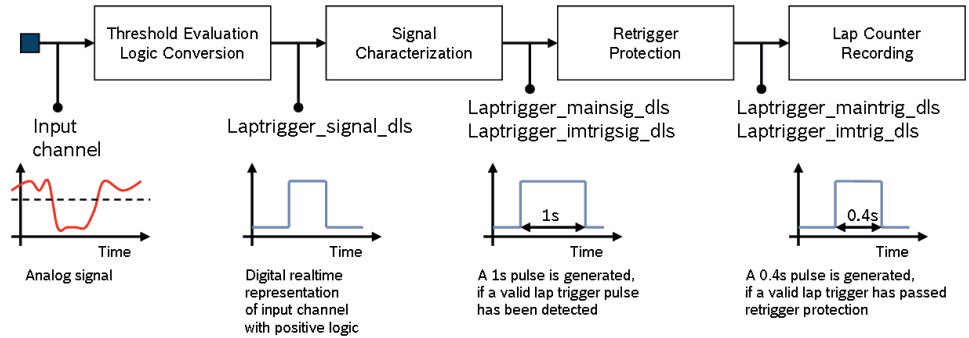 Threshold Evaluation
Logic Conversion
Signal
Characterization
Retrigger
Protection
Lap Counter
Recording
Input
channel
Laptrigger_signal_dls
Laptrigger_mainsig_dls
Laptrigger_imtrigsig_dls
Laptrigger_maintrig_dls
Laptrigger_imtrig_dls
Time
Time
1s
Time
0.4s
Time
Analog signal
Digital realtime
representation
of input channel
with positive logic
A 1s pulse is generated,
if a valid lap trigger pulse
has been detected
A 0.4s pulse is generated,
if a valid lap trigger has passed
retrigger protection